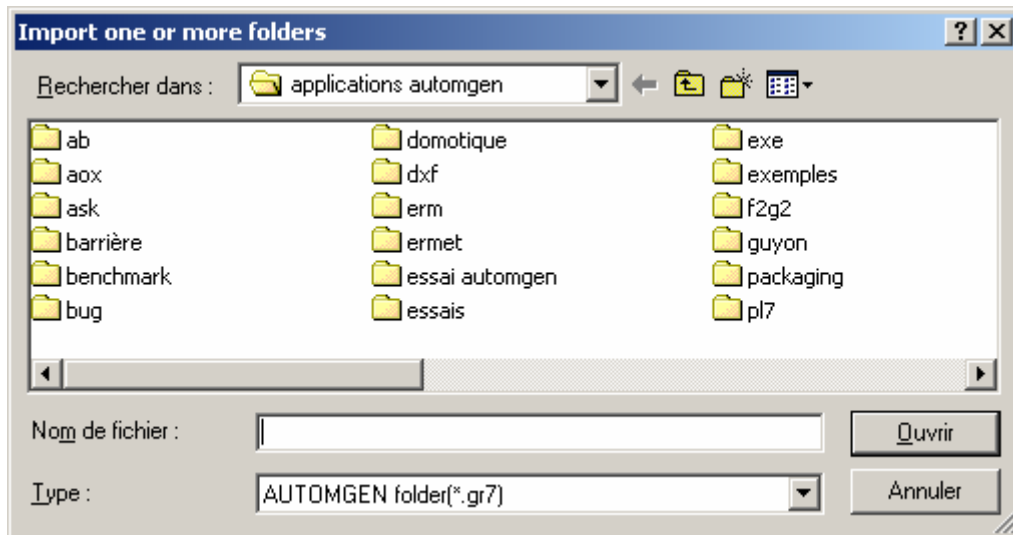 Import one or more folders
Rechercher dans : applications automgen
ab domotique exe
aox dxf exemples
ask erm f2g2
barrière ermet guyon
benchmark essai automgen packaging
bug essais pl7
Nom de fichier : Ouvrir
Type : AUTOMGEN folder(*.gr7) Annuler